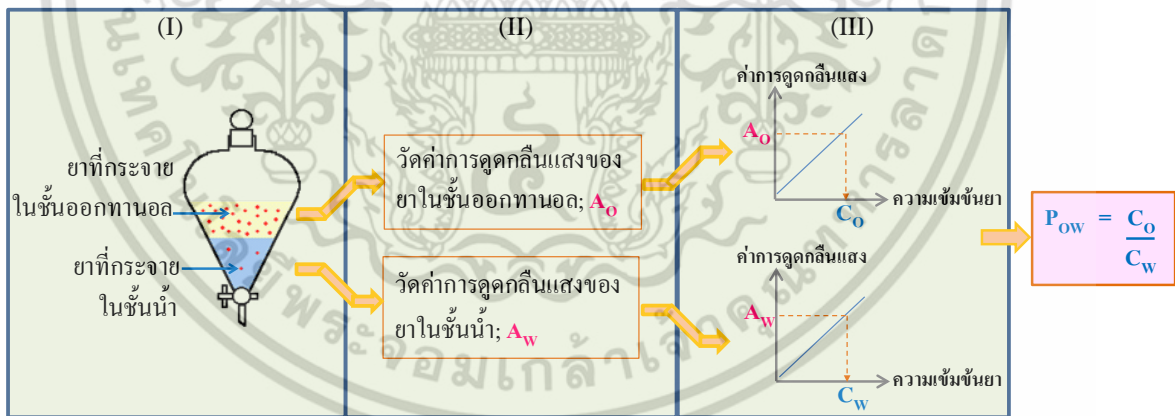 (I)
(II)
(III)
ยาที่กระจาย
ในชั้นออกทานอล
ยาที่กระจาย
ในชั้นน้ำ
วัดค่าการดูดกลืนแสงของ
ยาในชั้นออกทานอล; A_O
วัดค่าการดูดกลืนแสงของ
ยาในชั้นน้ำ; A_W
ค่าการดูดกลืนแสง
A_O
ความเข้มข้นยา
C_O
ค่าการดูดกลืนแสง
A_W
ความเข้มข้นยา
C_W
P_OW = C_O
C_W